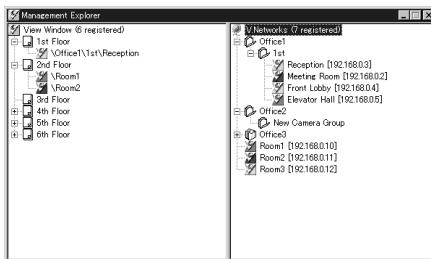 Management Explorer
View Window (6 registered)
1st Floor
\Office1\1st\Reception
2nd Floor
\Room1
\Room2
3rd Floor
4th Floor
5th Floor
6th Floor
V.Networks (7 registered)
Office1
1st
Reception [192.168.0.3]
Meeting Room [192.168.0.2]
Front Lobby [192.168.0.4]
Elevator Hall [192.168.0.5]
Office2
New Camera Group
Office3
Room1 [192.168.0.10]
Room2 [192.168.0.11]
Room3 [192.168.0.12]